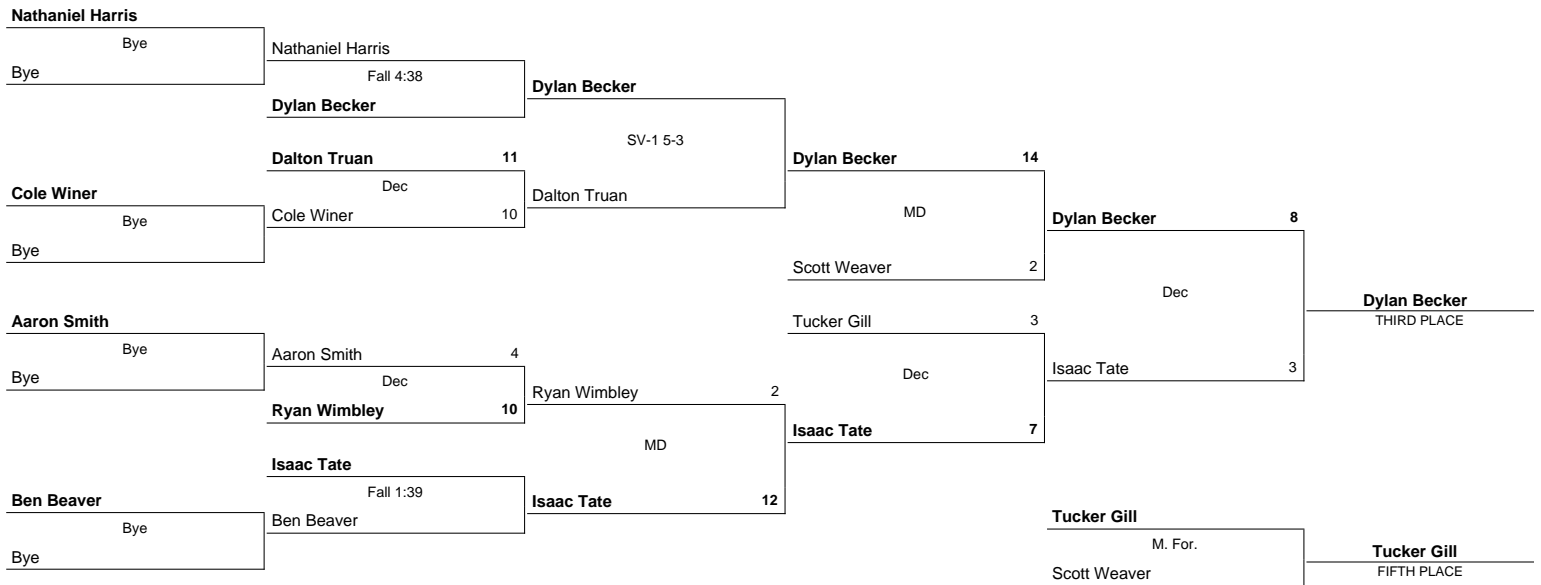 Nathaniel Harris
Bye
Bye
Nathaniel Harris
Fall 4:38
Dylan Becker
Dylan Becker
SV-1 5-3
Dalton Truan
Dalton Truan 11
Dec
Cole Winer 10
Cole Winer
Bye
Bye
Dylan Becker 14
MD
Scott Weaver 2
Dylan Becker 8
Dec
Isaac Tate 3
Dylan Becker
THIRD PLACE
Aaron Smith
Bye
Bye
Aaron Smith 4
Dec
Ryan Wimbley 10
Ryan Wimbley 2
MD
Isaac Tate 12
Tucker Gill 3
Dec
Isaac Tate 7
Isaac Tate
Fall 1:39
Ben Beaver
Ben Beaver
Bye
Bye
Tucker Gill
M. For.
Scott Weaver
Tucker Gill
FIFTH PLACE